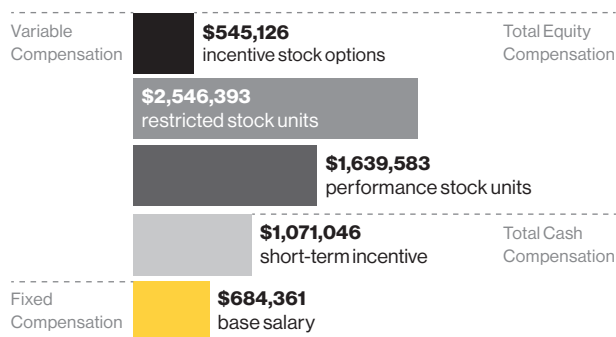 Variable
Compensation
$545,126
incentive stock options
Total Equity
Compensation
$2,546,393
restricted stock units
$1,639,583
performance stock units
$1,071,046
short-term incentive
Total Cash
Compensation
Fixed
Compensation
$684,361
base salary